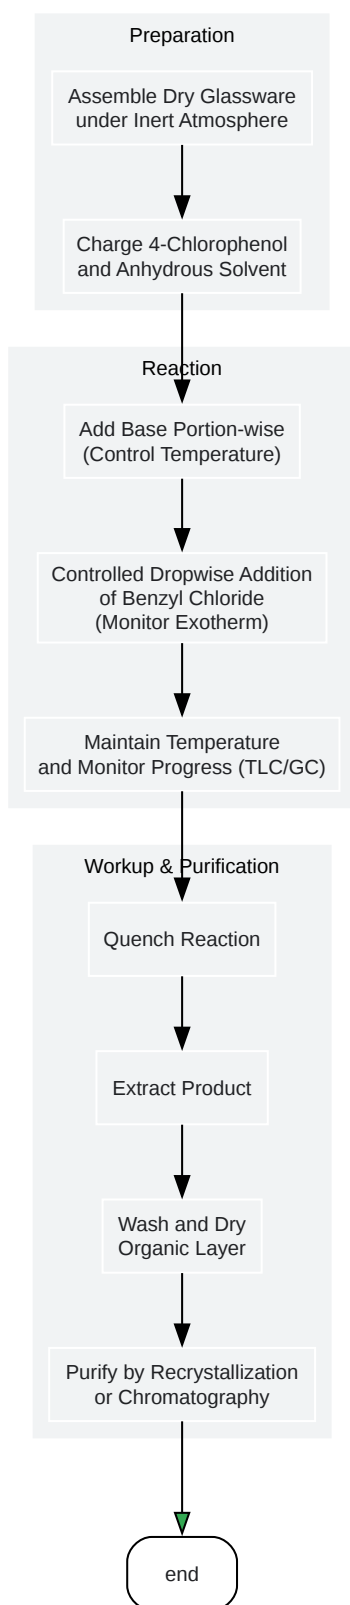 Preparation
Assemble Dry Glassware
under Inert Atmosphere
Charge 4-Chlorophenol
and Anhydrous Solvent
Reaction
Add Base Portion-wise
(Control Temperature)
Controlled Dropwise Addition
of Benzyl Chloride
(Monitor Exotherm)
Maintain Temperature
and Monitor Progress (TLC/GC)
Workup & Purification
Quench Reaction
Extract Product
Wash and Dry
Organic Layer
Purify by Recrystallization
or Chromatography
end